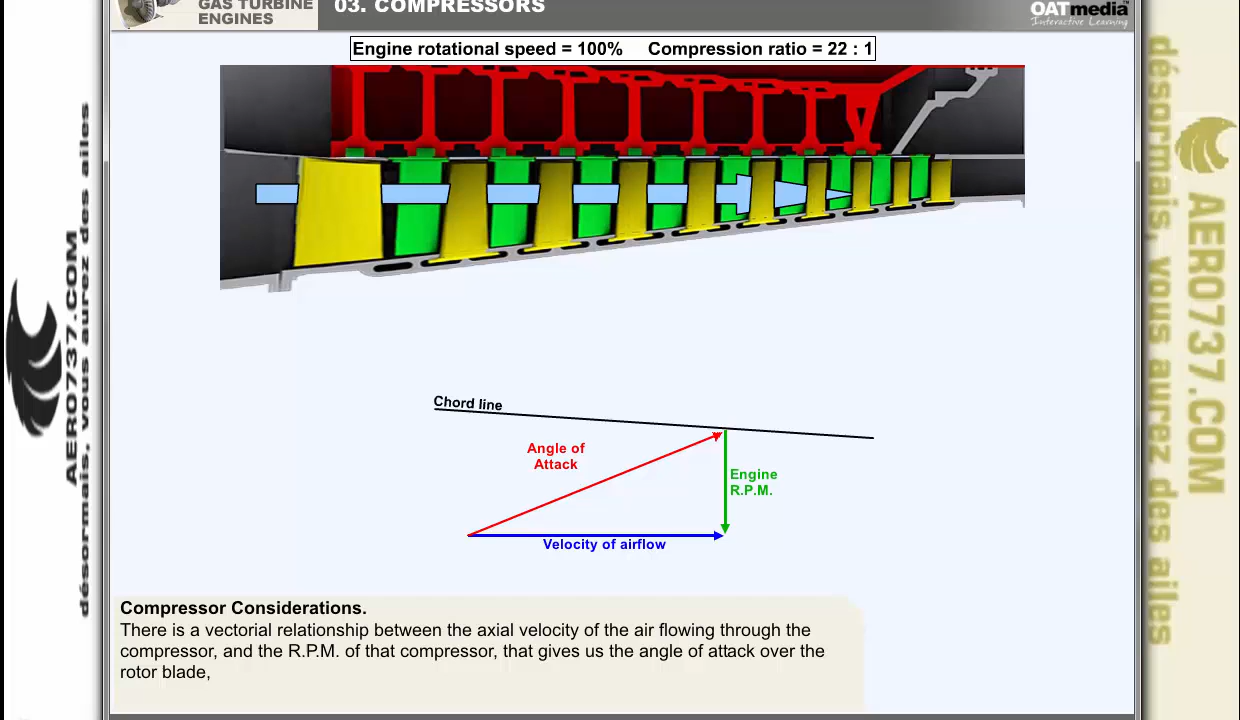 GAS TURBINE
ENGINES
03. COMPRESSORS
OATmedia™
Interactive Learning
Engine rotational speed = 100% Compression ratio = 22 : 1
Chord line
Angle of
Attack
Engine
R.P.M.
Velocity of airflow
Compressor Considerations.
There is a vectorial relationship between the axial velocity of the air flowing through the
compressor, and the R.P.M. of that compressor, that gives us the angle of attack over the
rotor blade,
AERO737.COM
désormais, vous aurez des ailes
désormais, vous aurez des ailes
AERO737.COM